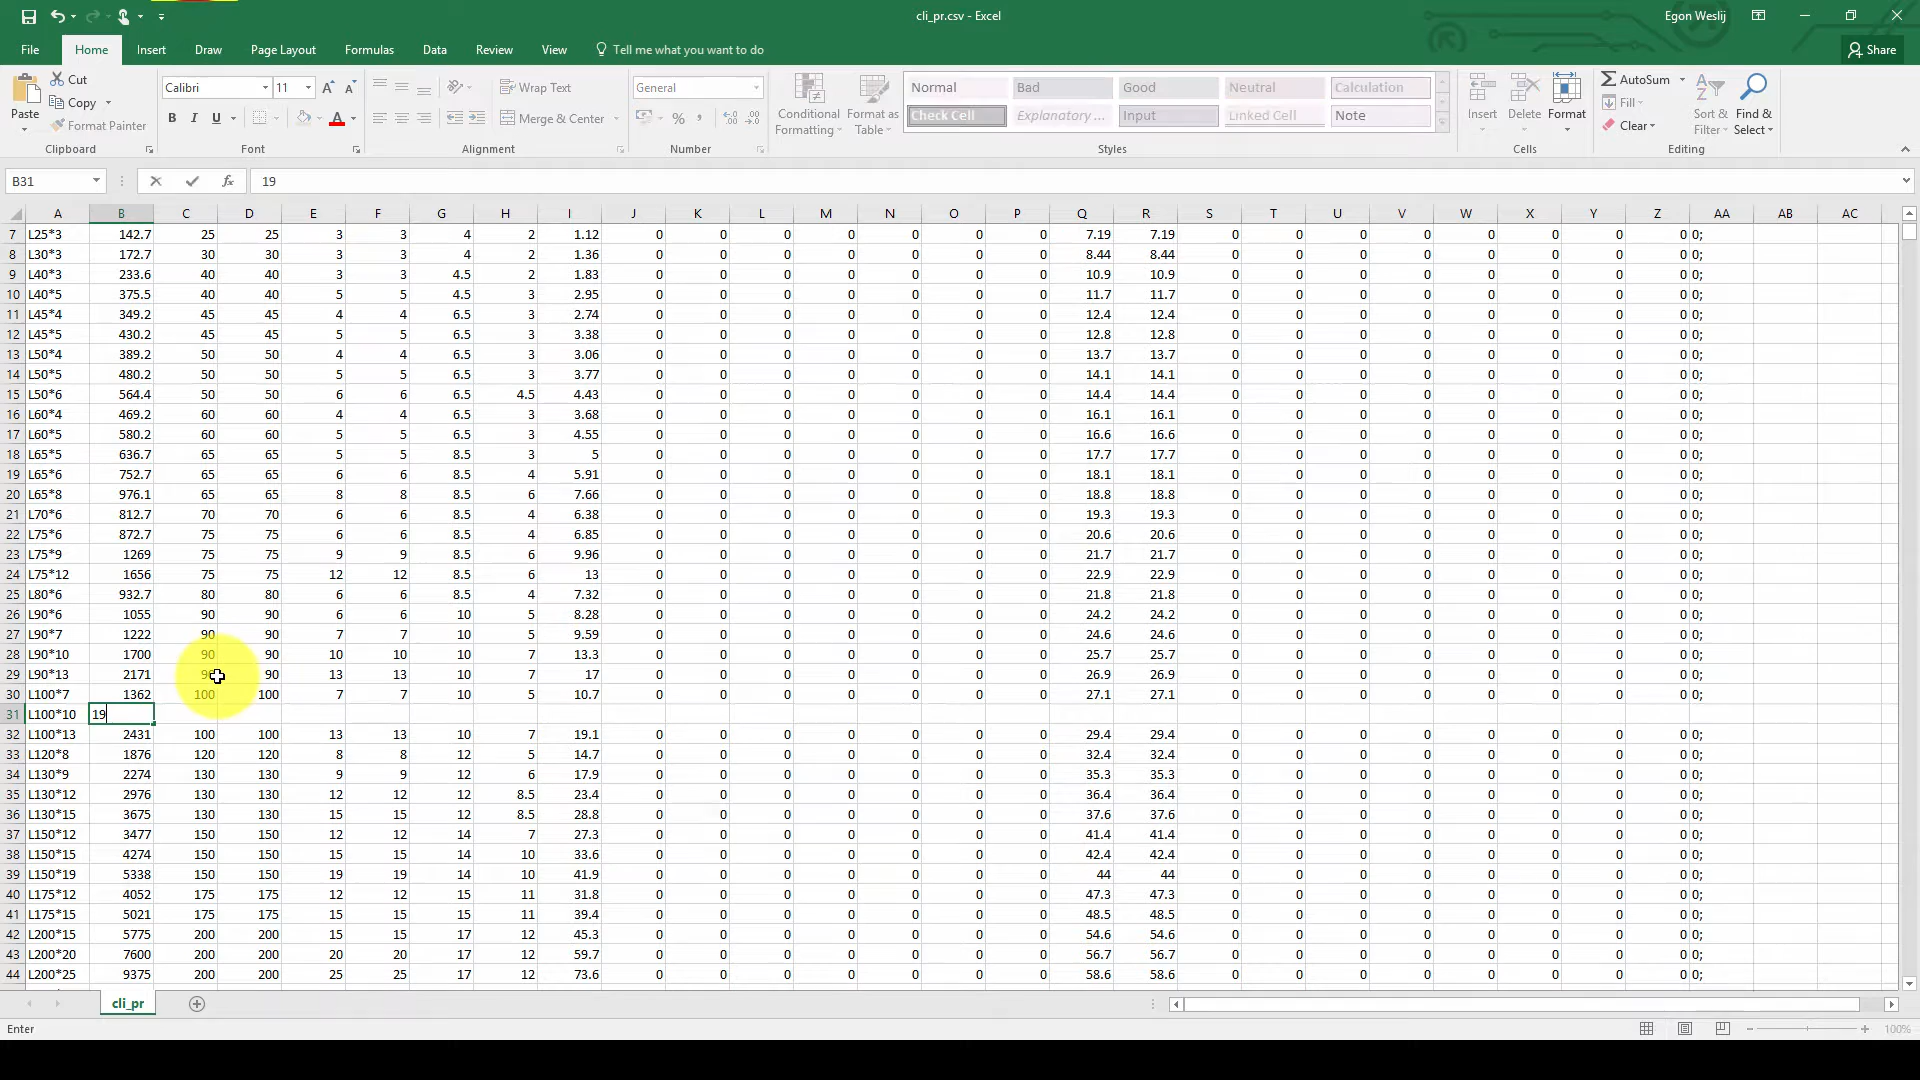 cli_pr.csv - Excel
Egon Weslij
File Home Insert Draw Page Layout Formulas Data Review View Tell me what you want to do Share
Paste Cut Copy Format Painter Clipboard
Calibri 11 B I U A Font
Wrap Text Merge & Center Alignment
General % Number
Conditional Formatting Format as Table
Normal Bad Good Neutral Calculation
Check Cell Explanatory ... Input Linked Cell Note
Styles
Insert Delete Format Cells
AutoSum Fill Clear Sort & Filter Find & Select Editing
B31 fx 19
A B C D E F G H I J K L M N O P Q R S T U V W X Y Z AA AB AC
7 L25*3 142.7 25 25 3 3 4 2 1.12 0 0 0 0 0 0 0 7.19 7.19 0 0 0 0 0 0 0 0 0;
8 L30*3 172.7 30 30 3 3 4 2 1.36 0 0 0 0 0 0 0 8.44 8.44 0 0 0 0 0 0 0 0 0;
9 L40*3 233.6 40 40 3 3 4.5 2 1.83 0 0 0 0 0 0 0 10.9 10.9 0 0 0 0 0 0 0 0 0;
10 L40*5 375.5 40 40 5 5 4.5 3 2.95 0 0 0 0 0 0 0 11.7 11.7 0 0 0 0 0 0 0 0 0;
11 L45*4 349.2 45 45 4 4 6.5 3 2.74 0 0 0 0 0 0 0 12.4 12.4 0 0 0 0 0 0 0 0 0;
12 L45*5 430.2 45 45 5 5 6.5 3 3.38 0 0 0 0 0 0 0 12.8 12.8 0 0 0 0 0 0 0 0 0;
13 L50*4 389.2 50 50 4 4 6.5 3 3.06 0 0 0 0 0 0 0 13.7 13.7 0 0 0 0 0 0 0 0 0;
14 L50*5 480.2 50 50 5 5 6.5 3 3.77 0 0 0 0 0 0 0 14.1 14.1 0 0 0 0 0 0 0 0 0;
15 L50*6 564.4 50 50 6 6 6.5 4.5 4.43 0 0 0 0 0 0 0 14.4 14.4 0 0 0 0 0 0 0 0 0;
16 L60*4 469.2 60 60 4 4 6.5 3 3.68 0 0 0 0 0 0 0 16.1 16.1 0 0 0 0 0 0 0 0 0;
17 L60*5 580.2 60 60 5 5 6.5 3 4.55 0 0 0 0 0 0 0 16.6 16.6 0 0 0 0 0 0 0 0 0;
18 L65*5 636.7 65 65 5 5 8.5 3 5 0 0 0 0 0 0 0 17.7 17.7 0 0 0 0 0 0 0 0 0;
19 L65*6 752.7 65 65 6 6 8.5 4 5.91 0 0 0 0 0 0 0 18.1 18.1 0 0 0 0 0 0 0 0 0;
20 L65*8 976.1 65 65 8 8 8.5 6 7.66 0 0 0 0 0 0 0 18.8 18.8 0 0 0 0 0 0 0 0 0;
21 L70*6 812.7 70 70 6 6 8.5 4 6.38 0 0 0 0 0 0 0 19.3 19.3 0 0 0 0 0 0 0 0 0;
22 L75*6 872.7 75 75 6 6 8.5 4 6.85 0 0 0 0 0 0 0 20.6 20.6 0 0 0 0 0 0 0 0 0;
23 L75*9 1269 75 75 9 9 8.5 6 9.96 0 0 0 0 0 0 0 21.7 21.7 0 0 0 0 0 0 0 0 0;
24 L75*12 1656 75 75 12 12 8.5 6 13 0 0 0 0 0 0 0 22.9 22.9 0 0 0 0 0 0 0 0 0;
25 L80*6 932.7 80 80 6 6 8.5 4 7.32 0 0 0 0 0 0 0 21.8 21.8 0 0 0 0 0 0 0 0 0;
26 L90*6 1055 90 90 6 6 10 5 8.28 0 0 0 0 0 0 0 24.2 24.2 0 0 0 0 0 0 0 0 0;
27 L90*7 1222 90 90 7 7 10 5 9.59 0 0 0 0 0 0 0 24.6 24.6 0 0 0 0 0 0 0 0 0;
28 L90*10 1700 90 90 10 10 10 7 13.3 0 0 0 0 0 0 0 25.7 25.7 0 0 0 0 0 0 0 0 0;
29 L90*13 2171 90 90 13 13 10 7 17 0 0 0 0 0 0 0 26.9 26.9 0 0 0 0 0 0 0 0 0;
30 L100*7 1362 100 100 7 7 10 5 10.7 0 0 0 0 0 0 0 27.1 27.1 0 0 0 0 0 0 0 0 0;
31 L100*10 19
32 L100*13 2431 100 100 13 13 10 7 19.1 0 0 0 0 0 0 0 29.4 29.4 0 0 0 0 0 0 0 0 0;
33 L120*8 1876 120 120 8 8 12 5 14.7 0 0 0 0 0 0 0 32.4 32.4 0 0 0 0 0 0 0 0 0;
34 L130*9 2274 130 130 9 9 12 6 17.9 0 0 0 0 0 0 0 35.3 35.3 0 0 0 0 0 0 0 0 0;
35 L130*12 2976 130 130 12 12 12 8.5 23.4 0 0 0 0 0 0 0 36.4 36.4 0 0 0 0 0 0 0 0 0;
36 L130*15 3675 130 130 15 15 12 8.5 28.8 0 0 0 0 0 0 0 37.6 37.6 0 0 0 0 0 0 0 0 0;
37 L150*12 3477 150 150 12 12 14 7 27.3 0 0 0 0 0 0 0 41.4 41.4 0 0 0 0 0 0 0 0 0;
38 L150*15 4274 150 150 15 15 14 10 33.6 0 0 0 0 0 0 0 42.4 42.4 0 0 0 0 0 0 0 0 0;
39 L150*19 5338 150 150 19 19 14 10 41.9 0 0 0 0 0 0 0 44 44 0 0 0 0 0 0 0 0 0;
40 L175*12 4052 175 175 12 12 15 11 31.8 0 0 0 0 0 0 0 47.3 47.3 0 0 0 0 0 0 0 0 0;
41 L175*15 5021 175 175 15 15 15 11 39.4 0 0 0 0 0 0 0 48.5 48.5 0 0 0 0 0 0 0 0 0;
42 L200*15 5775 200 200 15 15 17 12 45.3 0 0 0 0 0 0 0 54.6 54.6 0 0 0 0 0 0 0 0 0;
43 L200*20 7600 200 200 20 20 17 12 59.7 0 0 0 0 0 0 0 56.7 56.7 0 0 0 0 0 0 0 0 0;
44 L200*25 9375 200 200 25 25 17 12 73.6 0 0 0 0 0 0 0 58.6 58.6 0 0 0 0 0 0 0 0 0;
cli_pr
Enter
100%